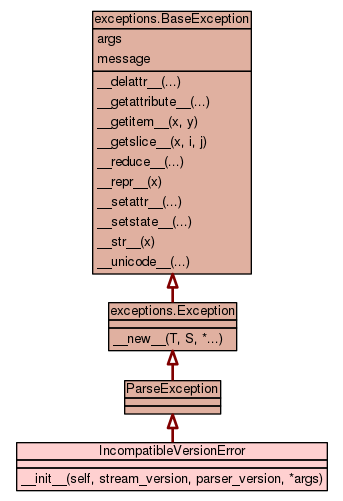 exceptions.BaseException
args
message
__delattr__(...)
__getattribute__(...)
__getitem__(x, y)
__getslice__(x, i, j)
__reduce__(...)
__repr__(x)
__setattr__(...)
__setstate__(...)
__str__(x)
__unicode__(...)
exceptions.Exception
__new__(T, S, *...)
ParseException
IncompatibleVersionError
__init__(self, stream_version, parser_version, *args)